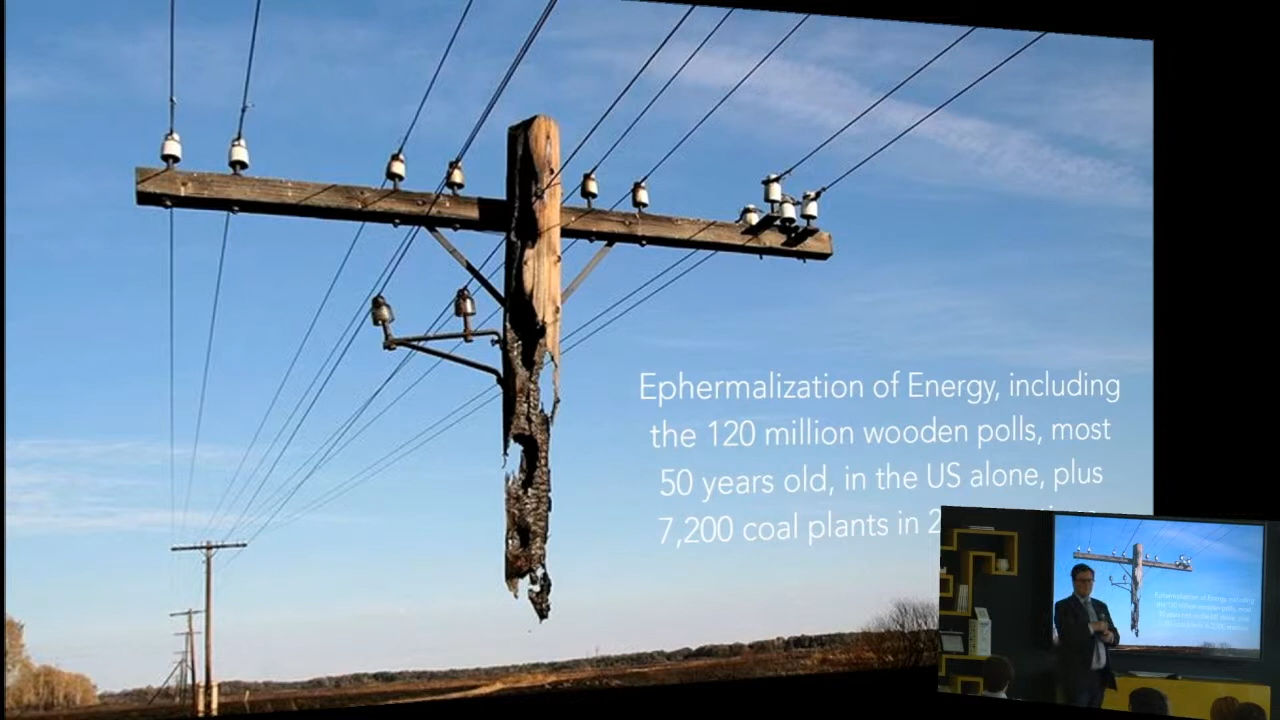 Ephermalization of Energy, including
the 120 million wooden polls, most
50 years old, in the US alone, plus
7,200 coal plants in 2